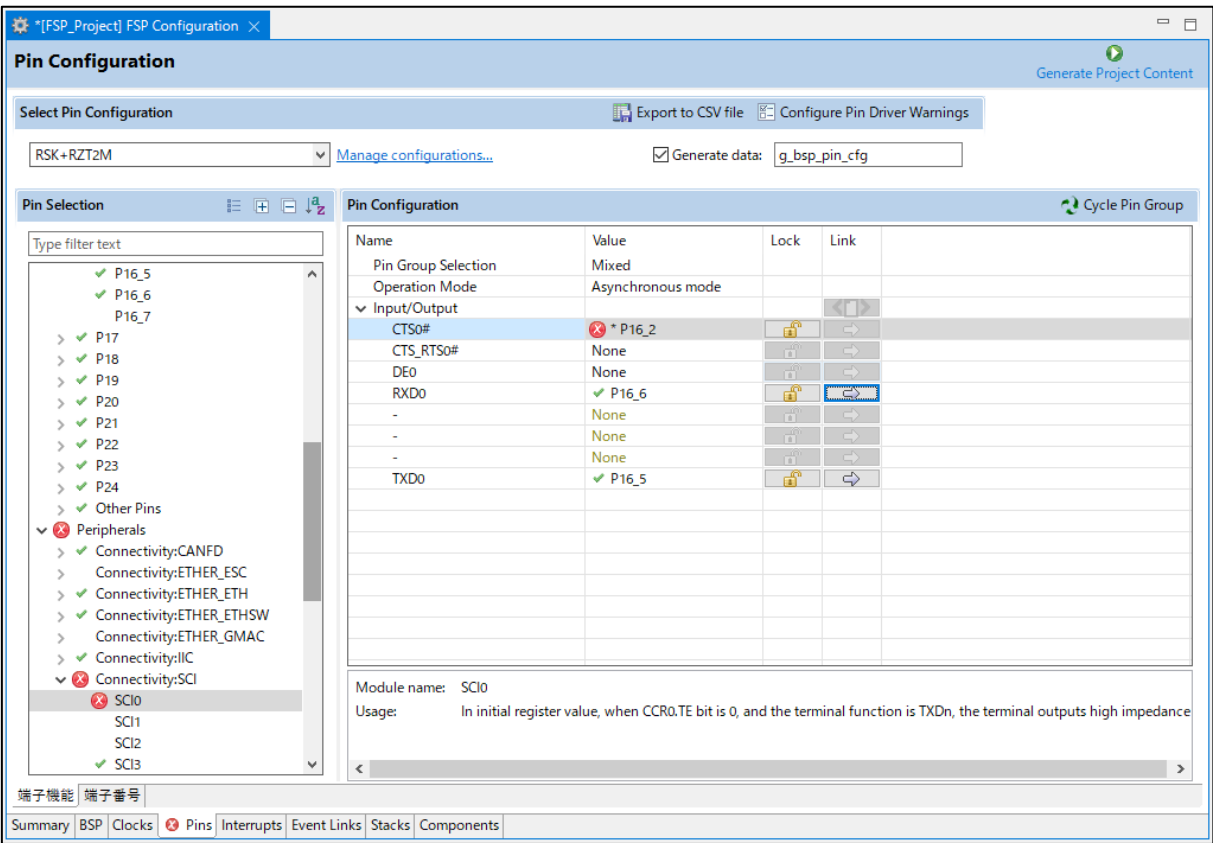 *[FSP_Project] FSP Configuration
Pin Configuration
Generate Project Content
Select Pin Configuration
Export to CSV file
Configure Pin Driver Warnings
RSK+RZT2M
Manage configurations...
Generate data:
g_bsp_pin_cfg
Pin Selection
Type filter text
P16_5
P16_6
P16_7
P17
P18
P19
P20
P21
P22
P23
P24
Other Pins
Peripherals
Connectivity:CANFD
Connectivity:ETHER_ESC
Connectivity:ETHER_ETH
Connectivity:ETHER_ETHSW
Connectivity:ETHER_GMAC
Connectivity:IIC
Connectivity:SCI
SCI0
SCI1
SCI2
SCI3
Pin Configuration
Cycle Pin Group
Name Value Lock Link
Pin Group Selection Mixed
Operation Mode Asynchronous mode
Input/Output
CTS0# * P16_2
CTS_RTS0# None
DE0 None
RXD0 P16_6
- None
- None
- None
TXD0 P16_5
Module name: SCI0
Usage: In initial register value, when CCR0.TE bit is 0, and the terminal function is TXDn, the terminal outputs high impedance
端子機能 端子番号
Summary BSP Clocks Pins Interrupts Event Links Stacks Components